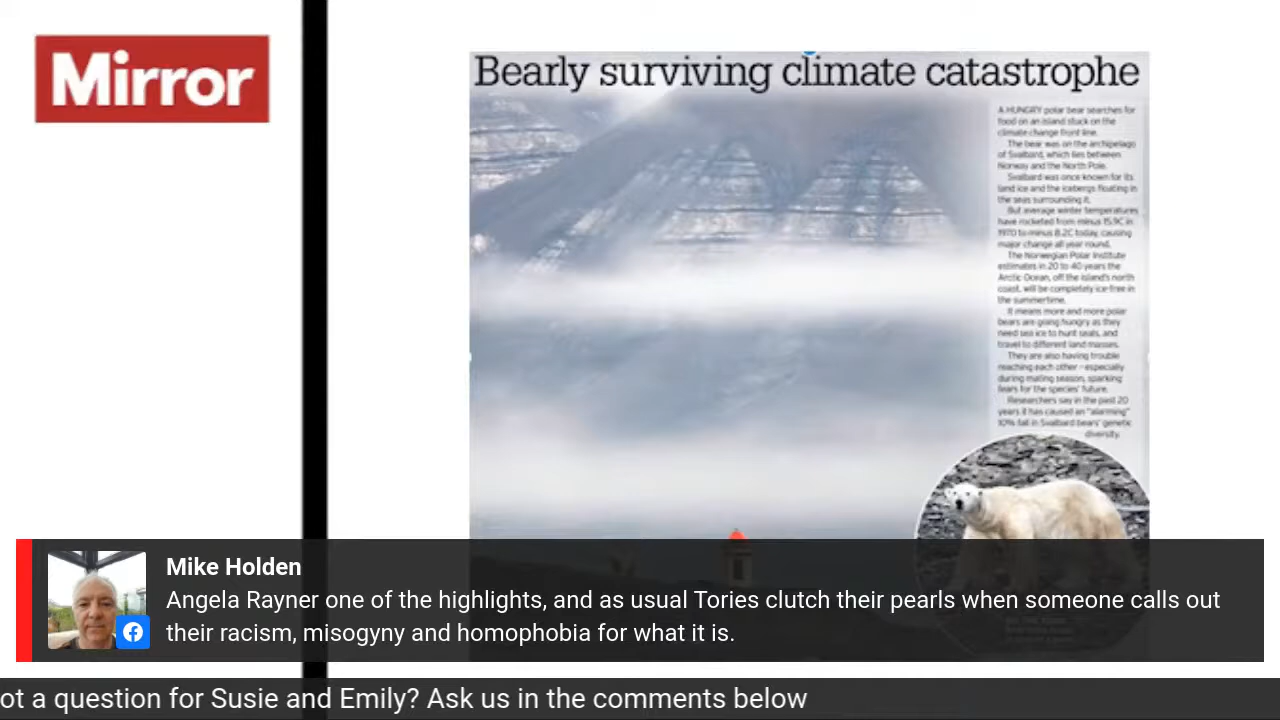 Mirror
Bearly surviving climate catastrophe
A HUNGRY polar bear searches for
food on an island stuck on the
climate change front line.
The bear was on the archipelago
of Svalbard, which lies between
Norway and the North Pole.
Svalbard was once known for its
land ice and the icebergs floating in
the seas surrounding it.
But average winter temperatures
have rocketed from minus 15.9C in
1970 to minus 8.2C today, causing
major change all year round.
The Norwegian Polar Institute
estimates in 20 to 40 years the
Arctic Ocean, off the island's north
coast, will be completely ice-free in
the summertime.
It means more and more polar
bears are going hungry as they
need sea ice to hunt seals, and
travel to different land masses.
They are also having trouble
reaching each other - especially
during mating season, sparking
fears for the species' future.
Researchers say in the past 20
years it has caused an "alarming"
10% fall in Svalbard bears' genetic
diversity.
Mike Holden
Angela Rayner one of the highlights, and as usual Tories clutch their pearls when someone calls out
their racism, misogyny and homophobia for what it is.
ot a question for Susie and Emily? Ask us in the comments below